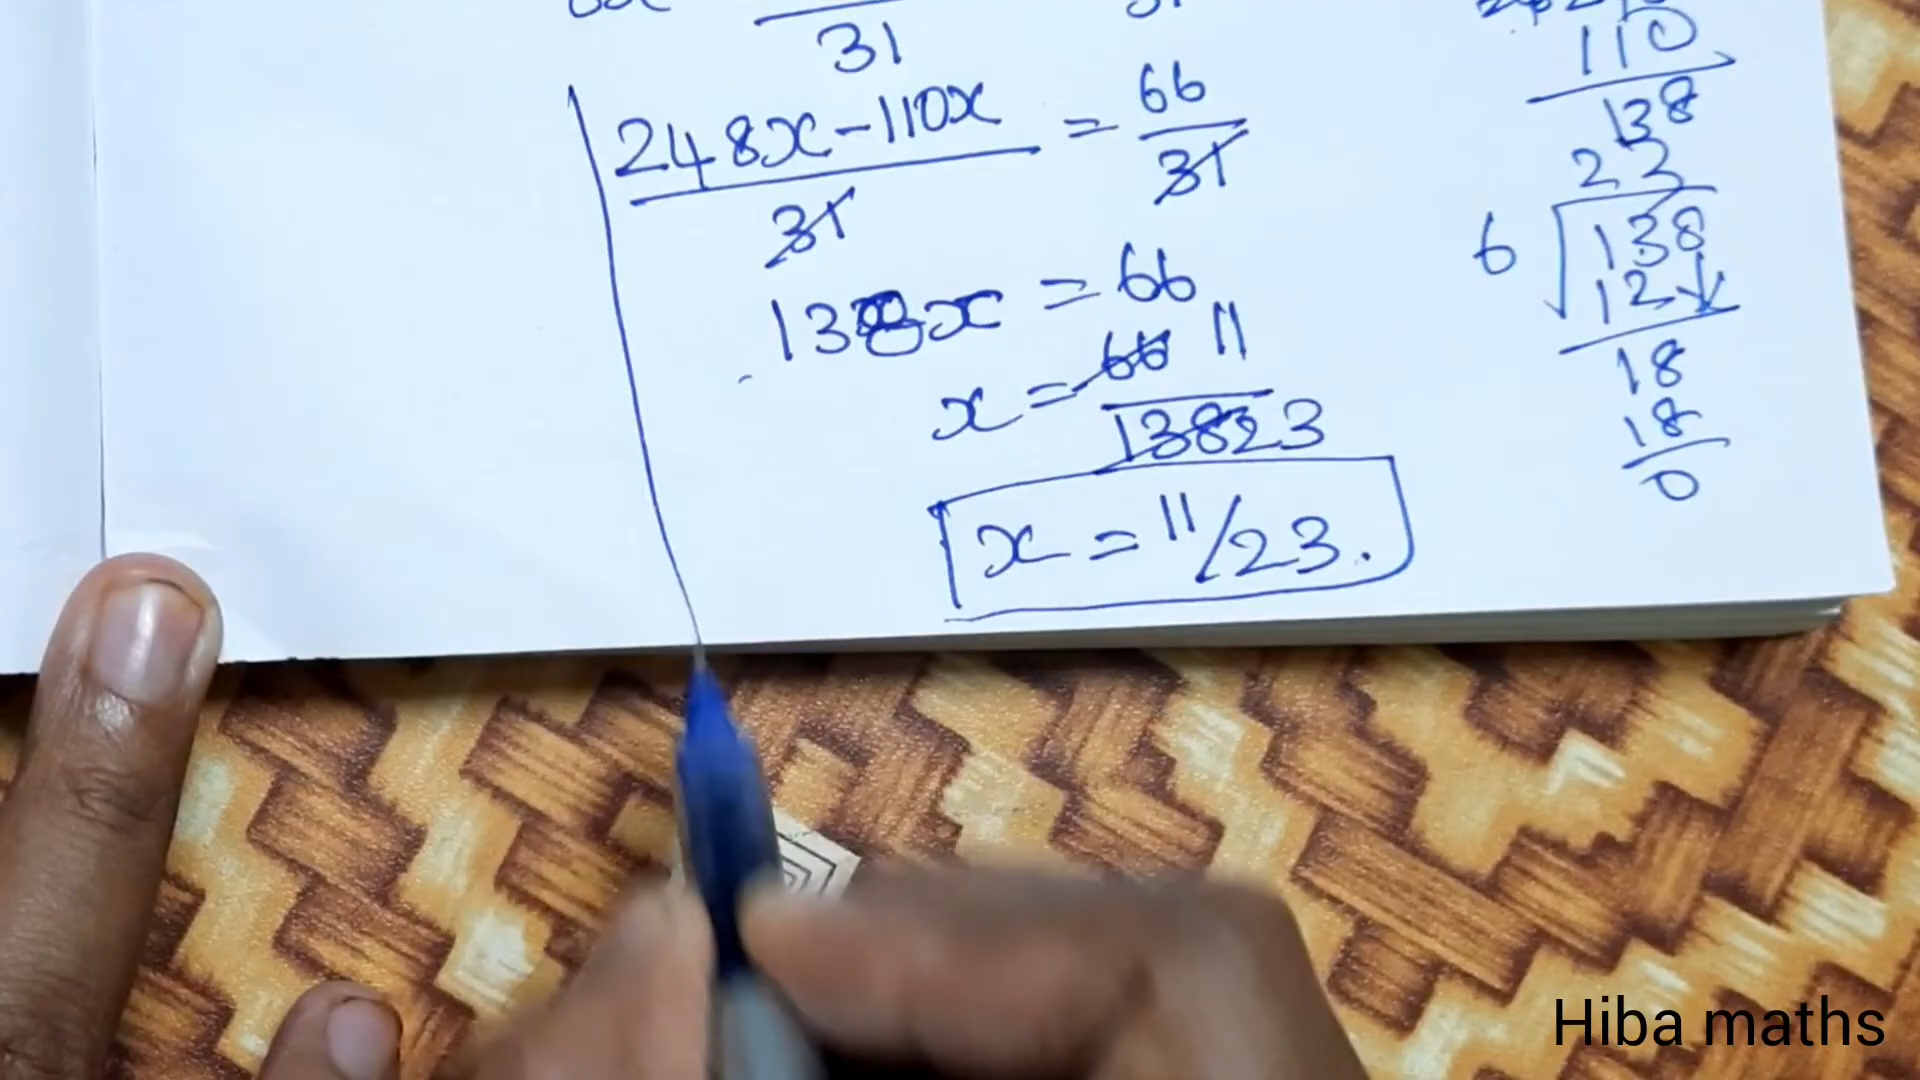 31
248x - 110x = 66
31 31
138x = 66
x = 66 11
138 23
x = 11/23.
110
138
23
6 138
12
18
18
0
Hiba maths